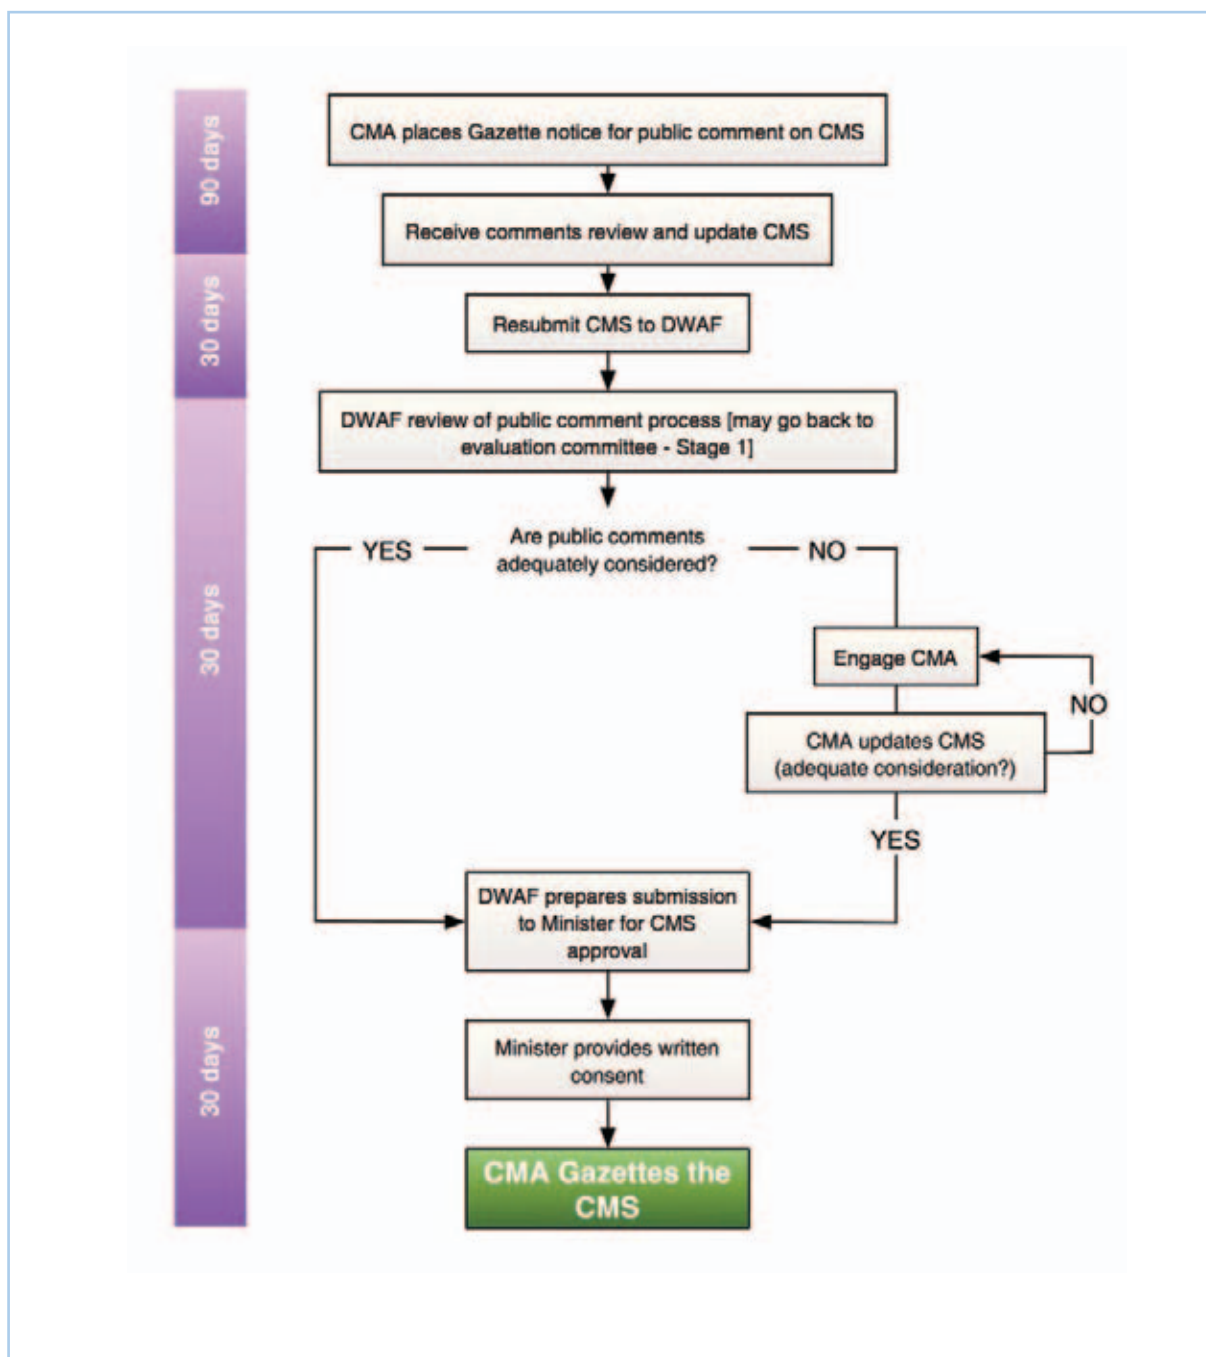 90 days
CMA places Gazette notice for public comment on CMS
Receive comments review and update CMS
30 days
Resubmit CMS to DWAF
30 days
DWAF review of public comment process [may go back to
evaluation committee - Stage 1]
Are public comments
adequately considered?
YES
NO
Engage CMA
NO
CMA updates CMS
(adequate consideration?)
YES
DWAF prepares submission
to Minister for CMS
approval
30 days
Minister provides written
consent
CMA Gazettes the
CMS